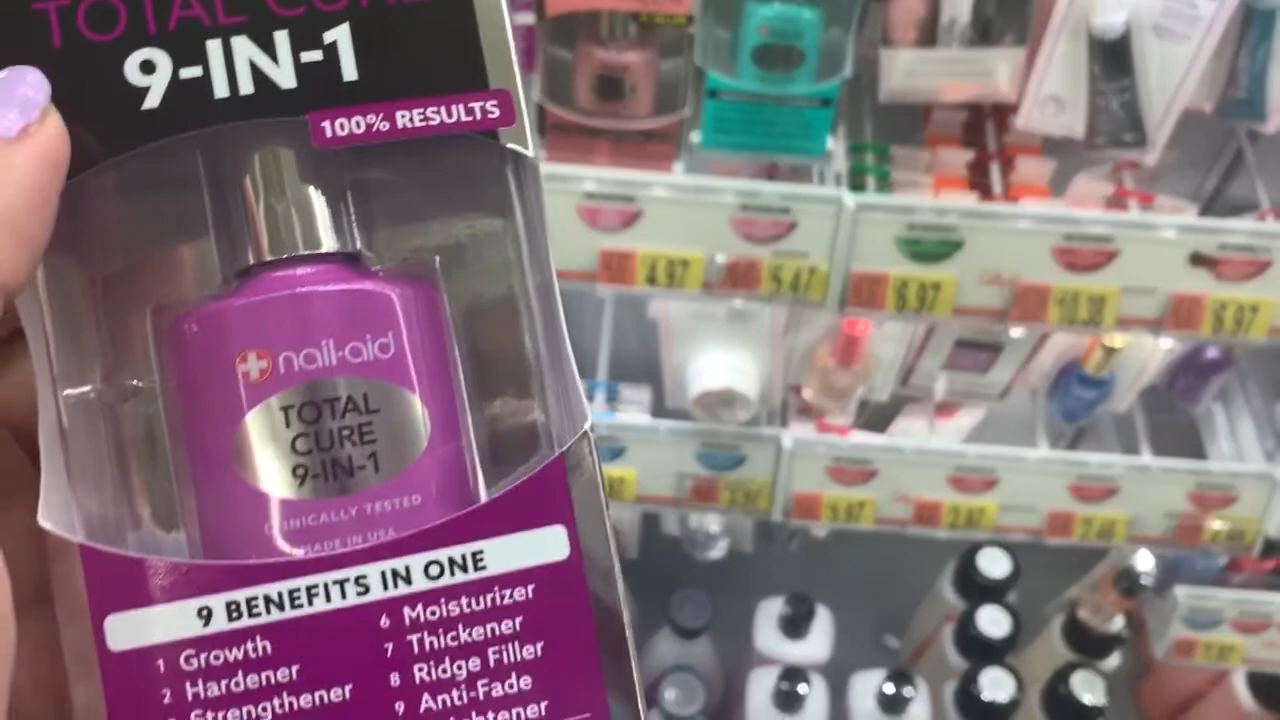 TOTAL CURE
9-IN-1
100% RESULTS
nail-aid
TOTAL
CURE
9-IN-1
CLINICALLY TESTED
MADE IN USA
9 BENEFITS IN ONE
1 Growth
2 Hardener
Strengthener
6 Moisturizer
7 Thickener
8 Ridge Filler
9 Anti-Fade
4.97
5.47
6.97
10.38
6.97
5.97
2.97